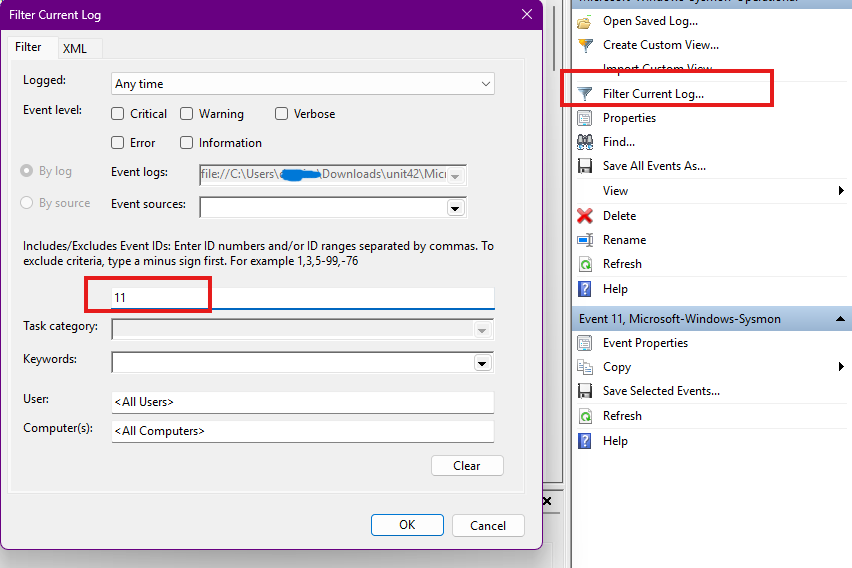 Filter Current Log
Filter
XML
Logged:
Any time
Event level:
Critical
Warning
Verbose
Error
Information
By log
Event logs:
file://C:\Users\ \Downloads\unit42\Micr
By source
Event sources:
Includes/Excludes Event IDs: Enter ID numbers and/or ID ranges separated by commas. To
exclude criteria, type a minus sign first. For example 1,3,5-99,-76
11
Task category:
Keywords:
User:
<All Users>
Computer(s):
<All Computers>
Clear
OK
Cancel
Microsoft-Windows-Sysmon-Operational
Open Saved Log...
Create Custom View...
Import Custom View...
Filter Current Log...
Properties
Find...
Save All Events As...
View
Delete
Rename
Refresh
Help
Event 11, Microsoft-Windows-Sysmon
Event Properties
Copy
Save Selected Events...
Refresh
Help